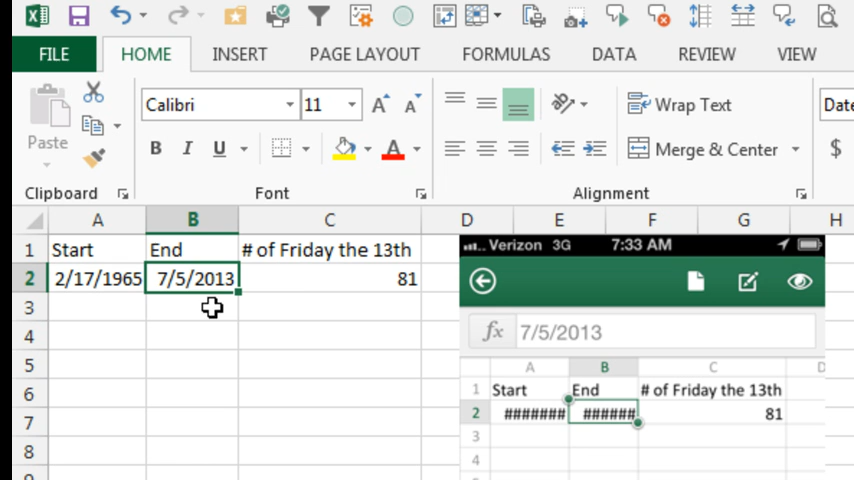 FILE HOME INSERT PAGE LAYOUT FORMULAS DATA REVIEW VIEW
Calibri 11 A A Wrap Text Date
Paste B I U A Merge & Center $
Clipboard Font Alignment
A B C D E F G H
1 Start End # of Friday the 13th
2 2/17/1965 7/5/2013 81
3
4
5
6
7
8
9
Verizon 3G 7:33 AM
fx 7/5/2013
A B C D
1 Start End # of Friday the 13th
2 ####### ###### 81
3
4